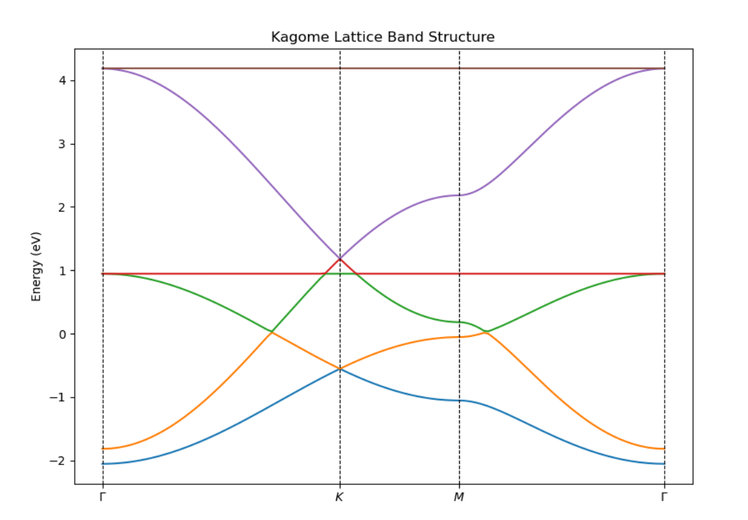 Kagome Lattice Band Structure
Energy (eV)
4
3
2
1
0
−1
−2
Γ K M Γ